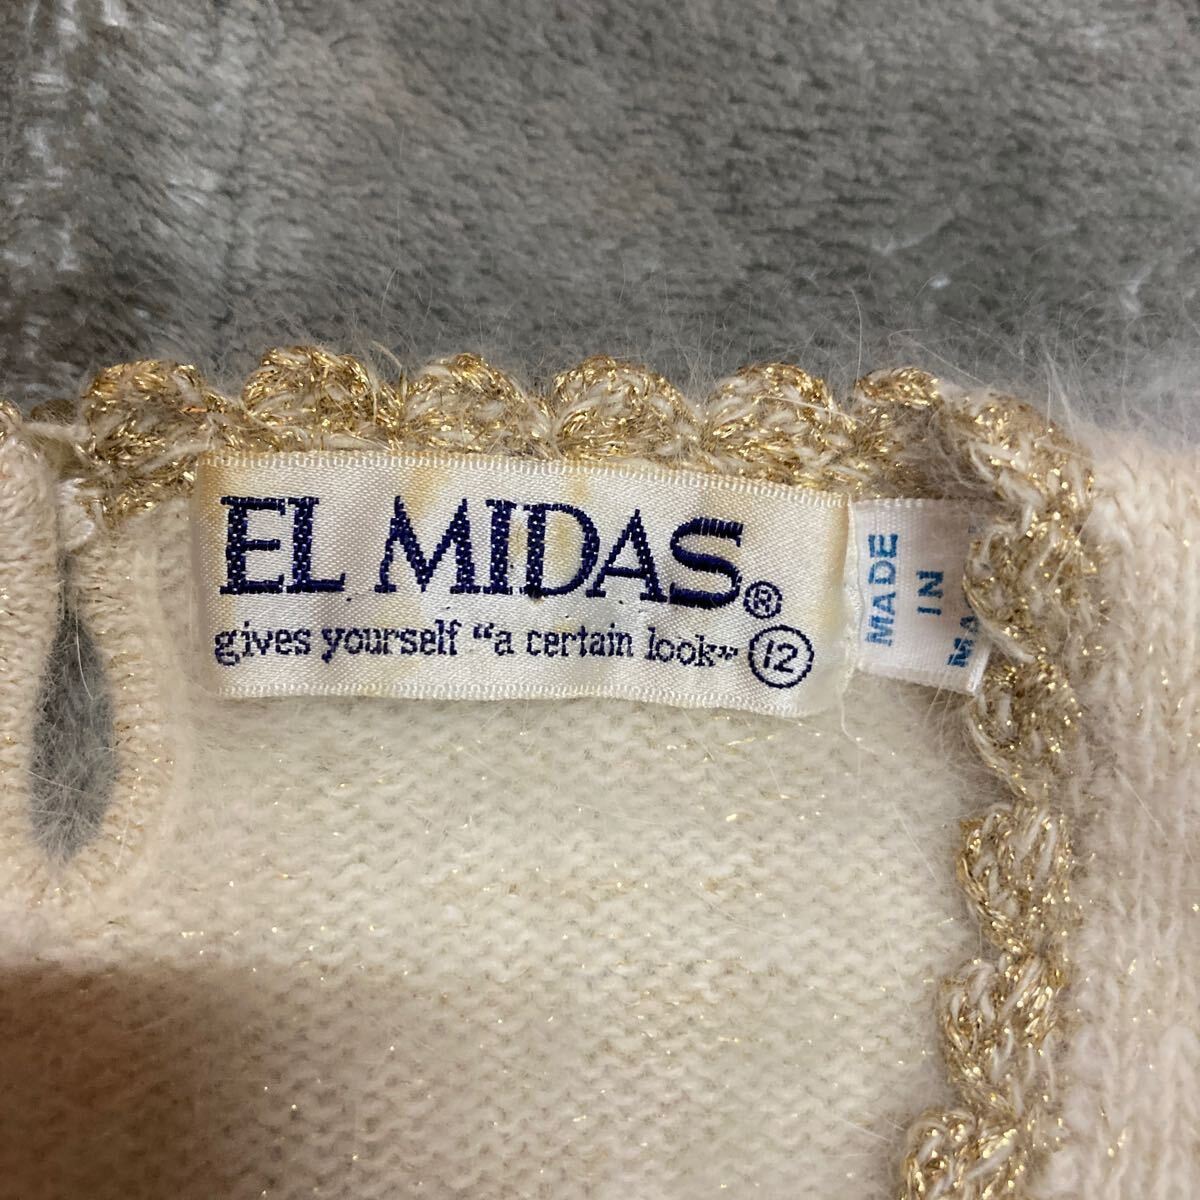 EL MIDAS®
gives yourself “a certain look” 12
MADE
IN